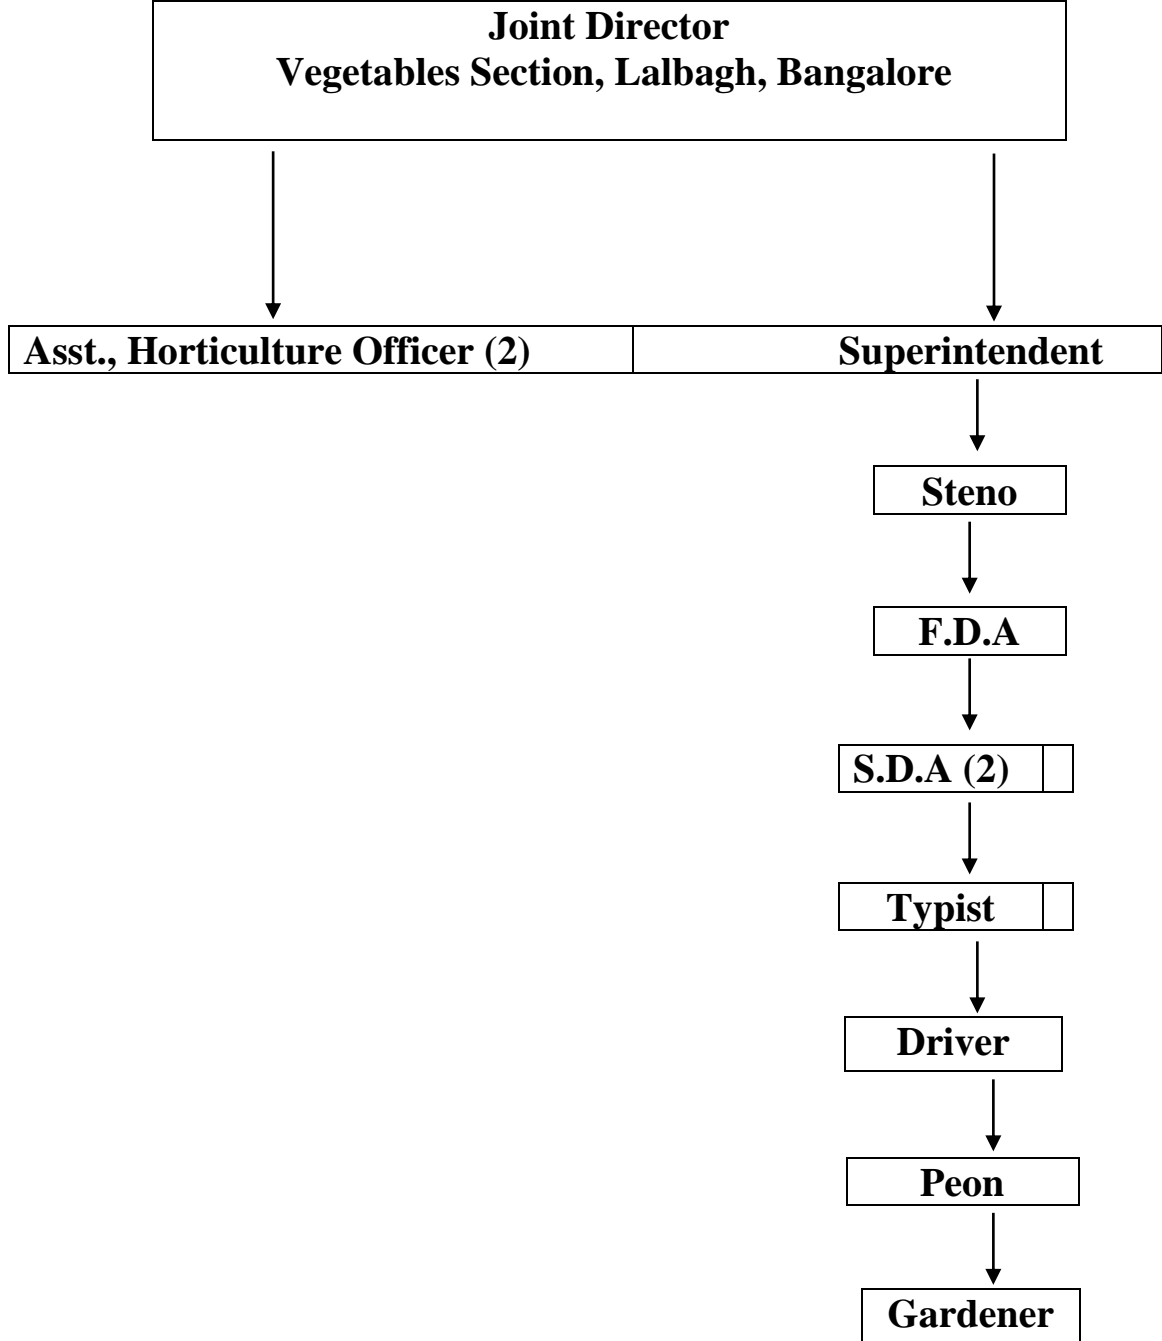 Joint Director
Vegetables Section, Lalbagh, Bangalore
Asst., Horticulture Officer (2)
Superintendent
Steno
F.D.A
S.D.A (2)
Typist
Driver
Peon
Gardener